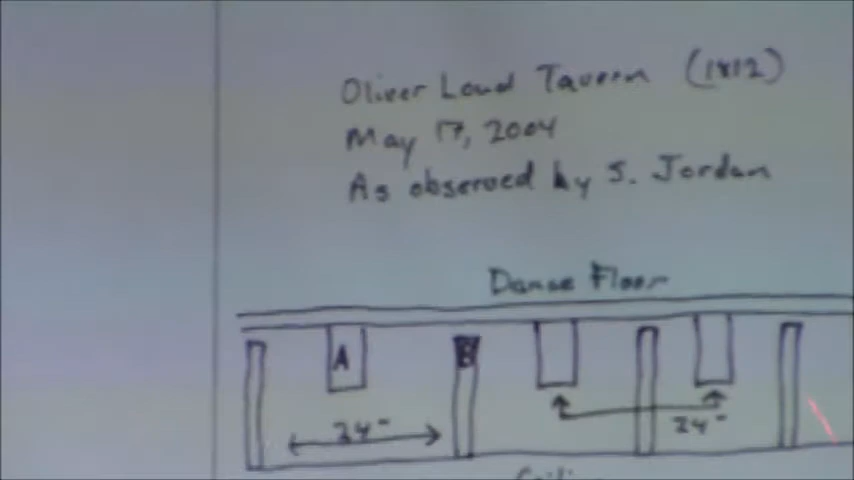 Oliver Loud Tavern (1812)
May 17, 2004
As observed by S. Jordan
Dance Floor
A
B
24"
24"